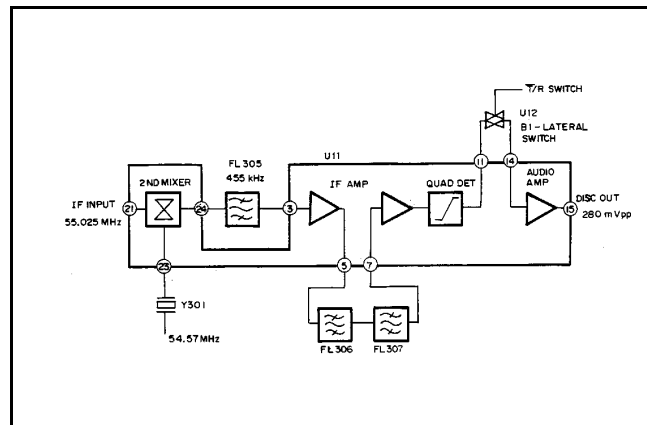 T/R SWITCH
U12
BI-LATERAL
SWITCH
FL305
455 kHz
U11
2ND MIXER
IF AMP
QUAD DET
11
14
AUDIO
AMP
IF INPUT
21
24
3
DISC OUT
15
55.025 MHz
280 mVpp
23
5
7
Y301
54.57MHz
FL306
FL307